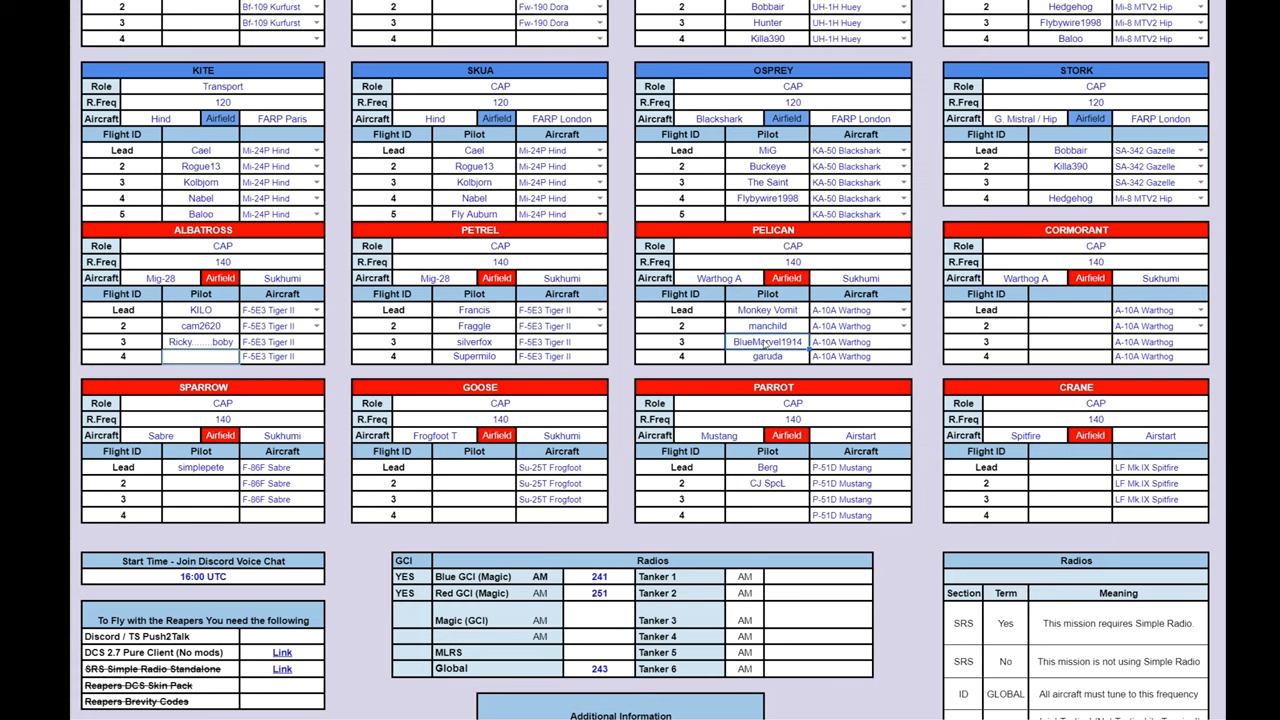 2 Bf-109 Kurfurst 2 Fw-190 Dora 2 Bobbair UH-1H Huey 2 Hedgehog Mi-8 MTV2 Hip
3 3 Fw-190 Dora 3 Hunter UH-1H Huey 3 Flybywire1998 Mi-8 MTV2 Hip
4 4 4 Killa390 UH-1H Huey 4 Baloo Mi-8 MTV2 Hip
KITE SKUA OSPREY STORK
Role Transport Role CAP Role CAP Role CAP
R.Freq 120 R.Freq 120 R.Freq 120 R.Freq 120
Aircraft Hind Airfield FARP Paris Aircraft Hind Airfield FARP London Aircraft Blackshark Airfield FARP London Aircraft G. Mistral / Hip Airfield FARP London
Flight ID Flight ID Pilot Aircraft Flight ID Pilot Aircraft Flight ID Pilot Aircraft
Lead Cael Mi-24P Hind Lead Cael Mi-24P Hind Lead MiG KA-50 Blackshark Lead Bobbair SA-342 Gazelle
2 Rogue13 Mi-24P Hind 2 Rogue13 Mi-24P Hind 2 Buckeye KA-50 Blackshark 2 Killa390 SA-342 Gazelle
3 Kolbjorn Mi-24P Hind 3 Kolbjorn Mi-24P Hind 3 The Saint KA-50 Blackshark 3 SA-342 Gazelle
4 Nabel Mi-24P Hind 4 Nabel Mi-24P Hind 4 Flybywire1998 KA-50 Blackshark 4 Hedgehog Mi-8 MTV2 Hip
5 Baloo Mi-24P Hind 5 Fly Auburn Mi-24P Hind 5 KA-50 Blackshark
ALBATROSS PETREL PELICAN CORMORANT
Role CAP Role CAP Role CAP Role CAP
R.Freq 140 R.Freq 140 R.Freq 140 R.Freq 140
Aircraft Mig-28 Airfield Sukhumi Aircraft Mig-28 Airfield Sukhumi Aircraft Warthog A Airfield Sukhumi Aircraft Warthog A Airfield Sukhumi
Flight ID Pilot Aircraft Flight ID Pilot Aircraft Flight ID Pilot Aircraft Flight ID Pilot Aircraft
Lead KILO F-5E3 Tiger II Lead Francis F-5E3 Tiger II Lead Monkey Vomit A-10A Warthog Lead A-10A Warthog
2 cam2620 F-5E3 Tiger II 2 Fraggle F-5E3 Tiger II 2 manchild A-10A Warthog 2 A-10A Warthog
3 Ricky........boby F-5E3 Tiger II 3 silverfox F-5E3 Tiger II 3 BlueMarvel1914 A-10A Warthog 3 A-10A Warthog
4 F-5E3 Tiger II 4 Supermilo F-5E3 Tiger II 4 garuda A-10A Warthog 4 A-10A Warthog
SPARROW GOOSE PARROT CRANE
Role CAP Role CAP Role CAP Role CAP
R.Freq 140 R.Freq 140 R.Freq 140 R.Freq 140
Aircraft Sabre Airfield Sukhumi Aircraft Frogfoot T Airfield Sukhumi Aircraft Mustang Airfield Airstart Aircraft Spitfire Airfield Airstart
Flight ID Pilot Aircraft Flight ID Pilot Aircraft Flight ID Pilot Aircraft Flight ID Pilot Aircraft
Lead simplepete F-86F Sabre Lead Su-25T Frogfoot Lead Berg P-51D Mustang Lead LF Mk.IX Spitfire
2 F-86F Sabre 2 Su-25T Frogfoot 2 CJ SpcL P-51D Mustang 2 LF Mk.IX Spitfire
3 F-86F Sabre 3 Su-25T Frogfoot 3 P-51D Mustang 3 LF Mk.IX Spitfire
4 4 4 P-51D Mustang 4
Start Time - Join Discord Voice Chat
16:00 UTC
To Fly with the Reapers You need the following
Discord / TS Push2Talk
DCS 2.7 Pure Client (No mods) Link
SRS Simple Radio Standalone Link
Reapers DCS Skin Pack
Reapers Brevity Codes
GCI Radios
YES Blue GCI (Magic) AM 241 Tanker 1 AM
YES Red GCI (Magic) AM 251 Tanker 2 AM
Magic (GCI) AM Tanker 3 AM
AM Tanker 4 AM
MLRS Tanker 5 AM
Global 243 Tanker 6 AM
Additional Information
Radios
Section Term Meaning
SRS Yes This mission requires Simple Radio.
SRS No This mission is not using Simple Radio
ID GLOBAL All aircraft must tune to this frequency